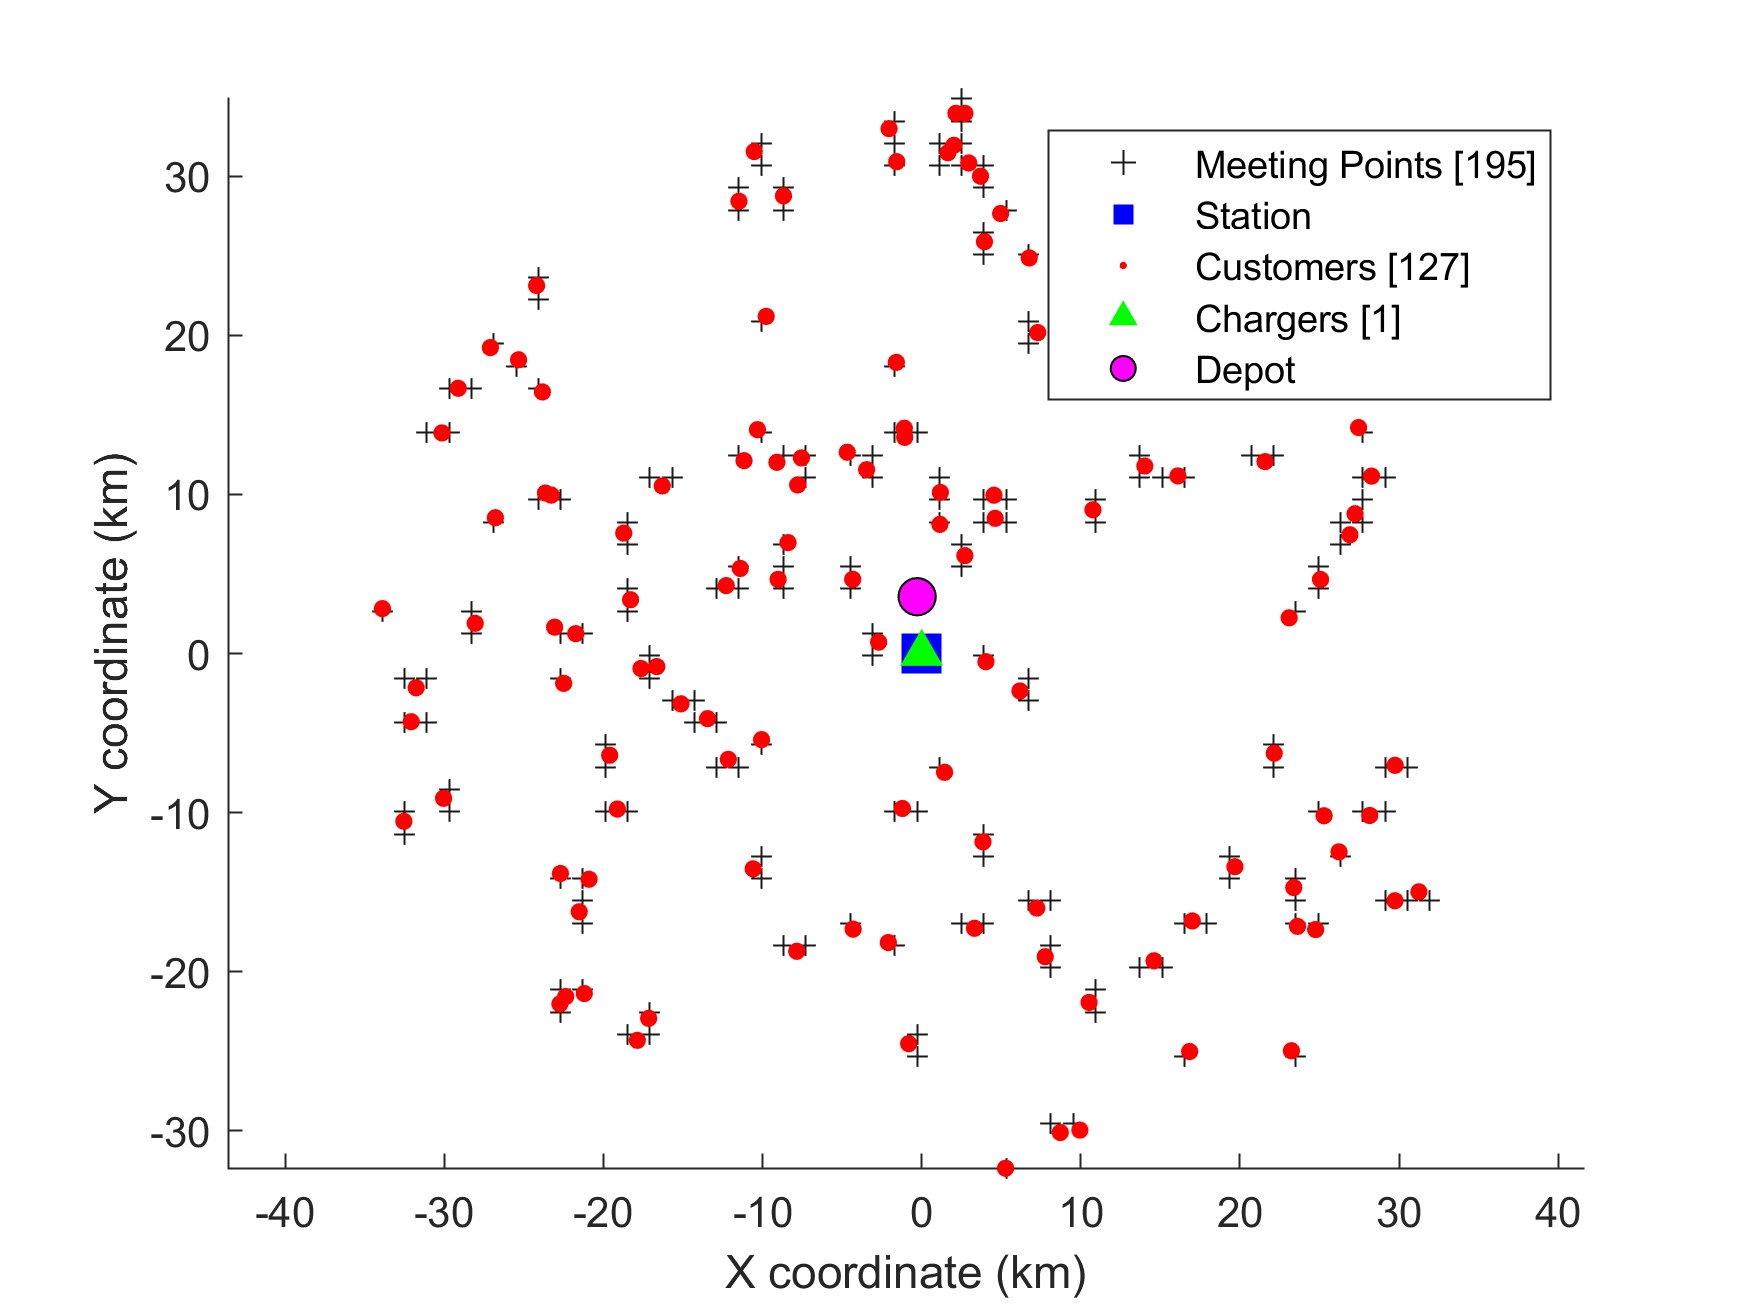 30
20
10
0
-10
-20
-30
Y coordinate (km)
Meeting Points [195]
Station
Customers [127]
Chargers [1]
Depot
-40 -30 -20 -10 0 10 20 30 40
X coordinate (km)